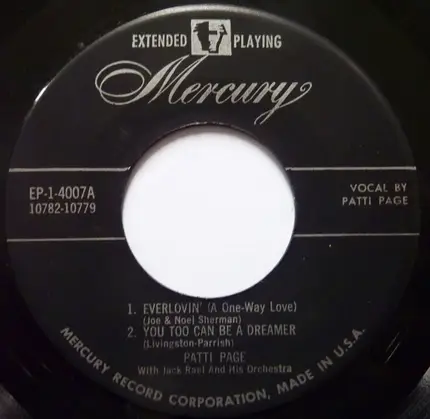 EXTENDED PLAYING
Mercury
EP-1-4007A
10782-10779
VOCAL BY
PATTI PAGE
1. EVERLOVIN' (A One-Way Love)
(Joe & Noel Sherman)
2. YOU TOO CAN BE A DREAMER
(Livingston-Parrish)
PATTI PAGE
With Jack Rael And His Orchestra
MERCURY RECORD CORPORATION, MADE IN U.S.A.